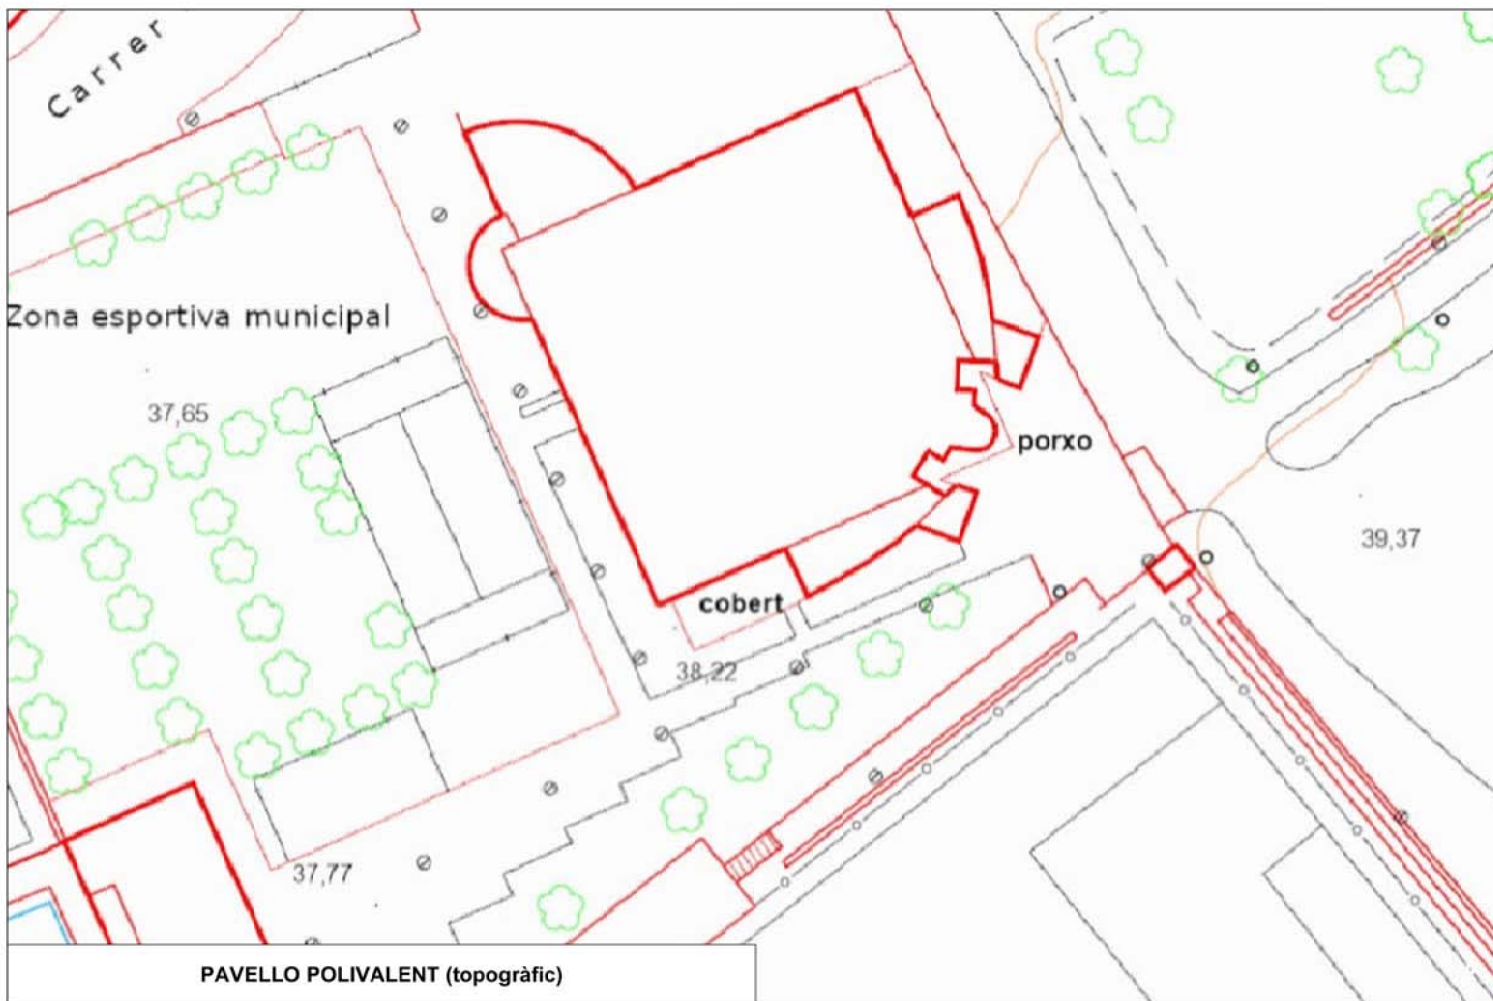 Carrer
Zona esportiva municipal
37,65
porxo
39,37
cobert
38,22
37,77
PAVELLO POLIVALENT (topogràfic)